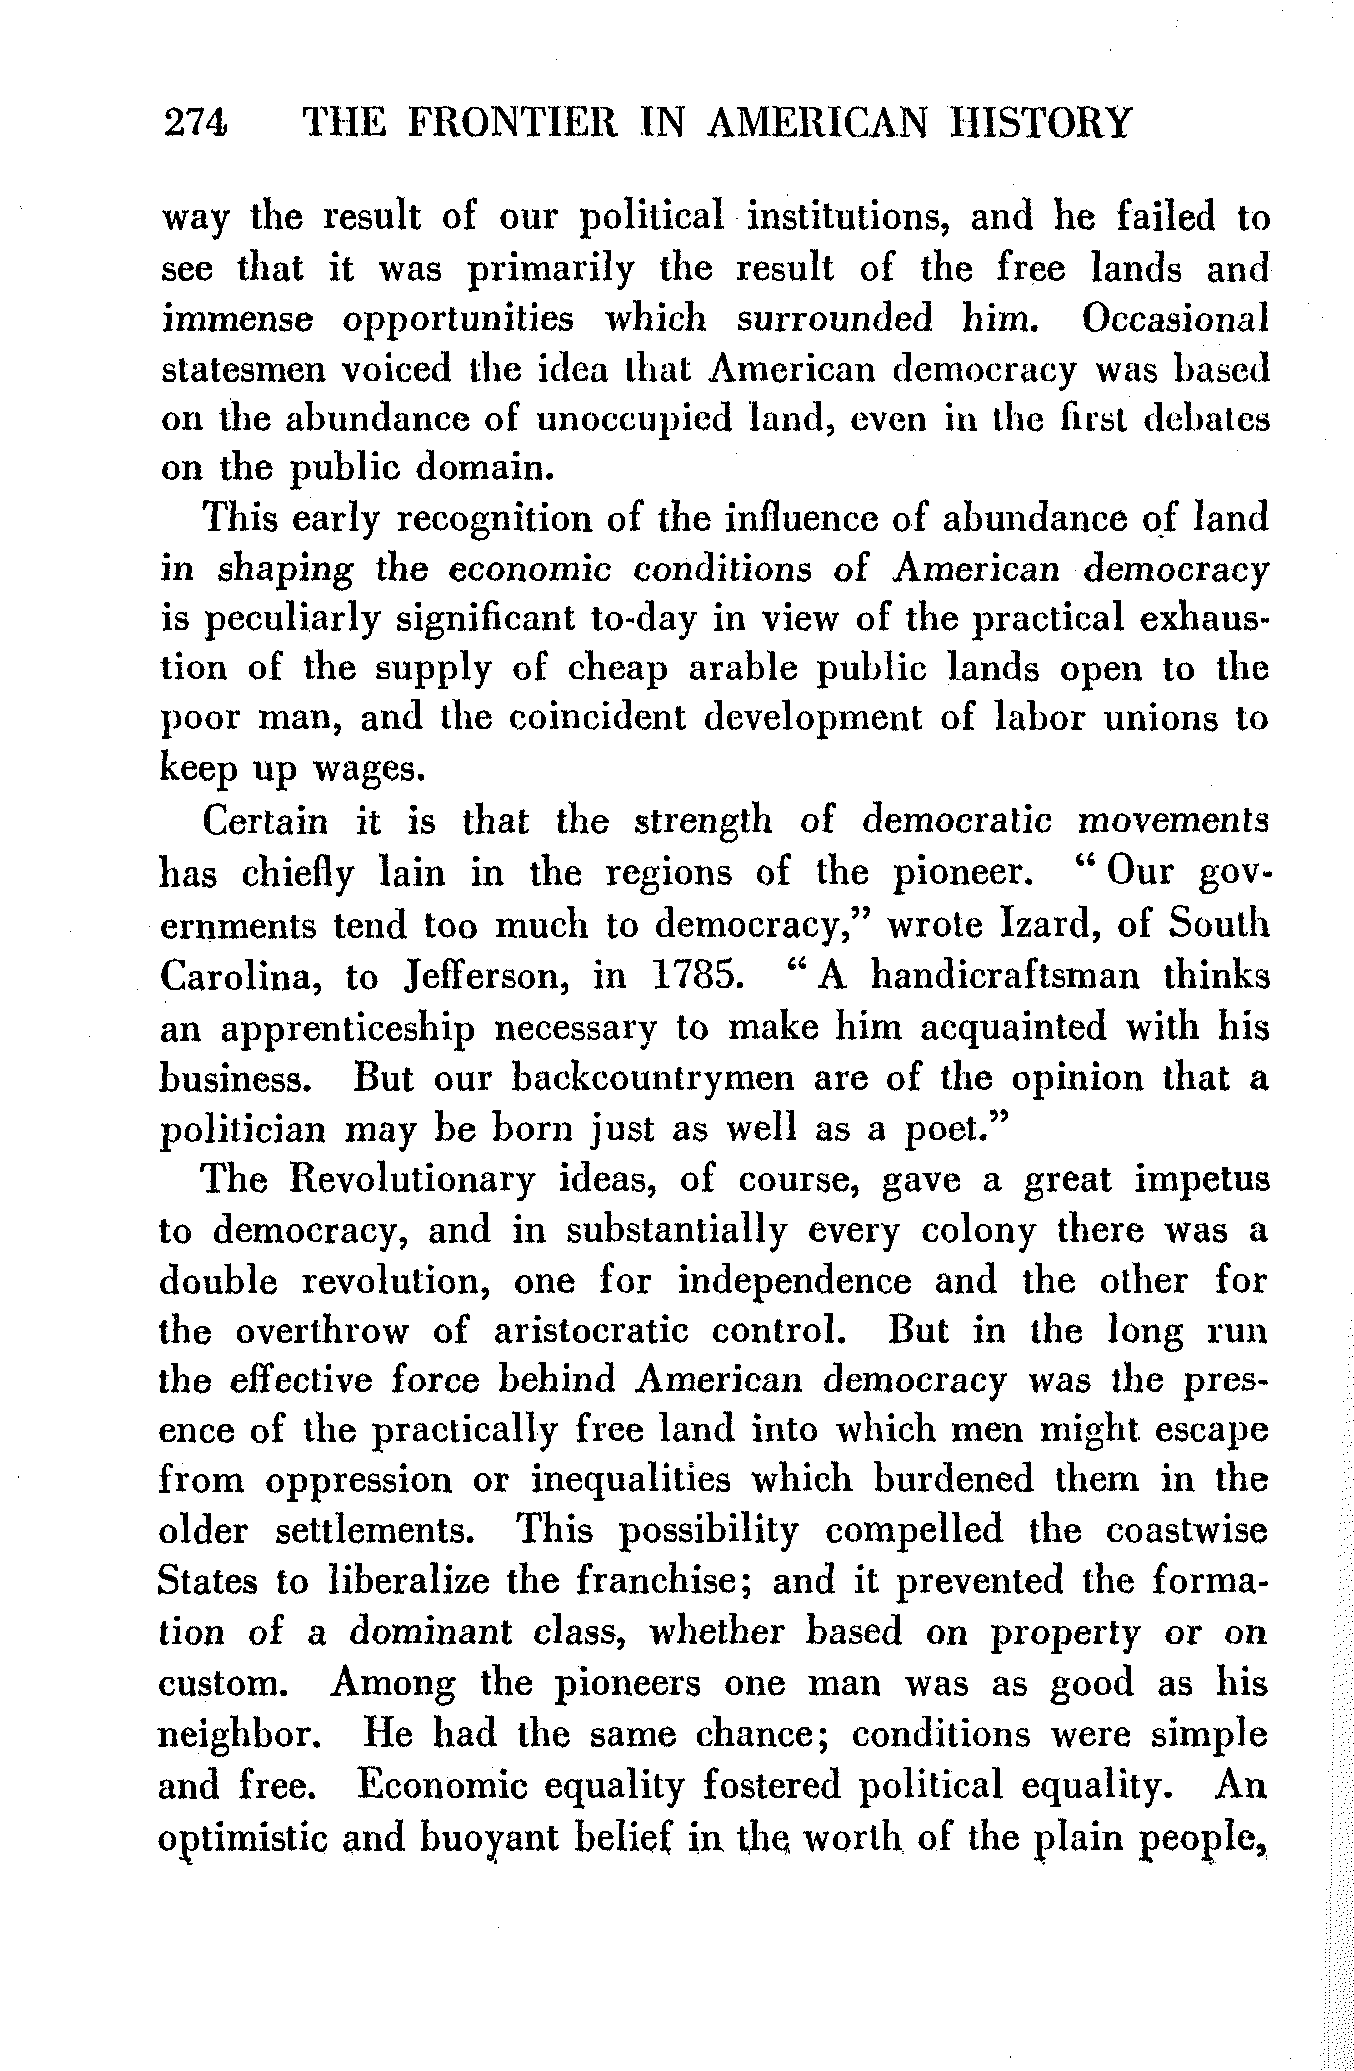 274 THE FRONTIER IN AMERICAN HISTORY
way the result of our political institutions, and he failed to
see that it was primarily the result of the free lands and
immense opportunities which surrounded him. Occasional
statesmen voiced the idea that American democracy was based
on the abundance of unoccupied land, even in the first debates
on the public domain.
This early recognition of the influence of abundance of land
in shaping the economic conditions of American democracy
is peculiarly significant to-day in view of the practical exhaus-
tion of the supply of cheap arable public lands open to the
poor man, and the coincident development of labor unions to
keep up wages.
Certain it is that the strength of democratic movements
has chiefly lain in the regions of the pioneer. “ Our gov-
ernments tend too much to democracy,” wrote Izard, of South
Carolina, to Jefferson, in 1785. “ A handicraftsman thinks
an apprenticeship necessary to make him acquainted with his
business. But our backcountrymen are of the opinion that a
politician may be born just as well as a poet.”
The Revolutionary ideas, of course, gave a great impetus
to democracy, and in substantially every colony there was a
double revolution, one for independence and the other for
the overthrow of aristocratic control. But in the long run
the effective force behind American democracy was the pres-
ence of the practically free land into which men might escape
from oppression or inequalities which burdened them in the
older settlements. This possibility compelled the coastwise
States to liberalize the franchise; and it prevented the forma-
tion of a dominant class, whether based on property or on
custom. Among the pioneers one man was as good as his
neighbor. He had the same chance; conditions were simple
and free. Economic equality fostered political equality. An
optimistic and buoyant belief in the worth of the plain people,